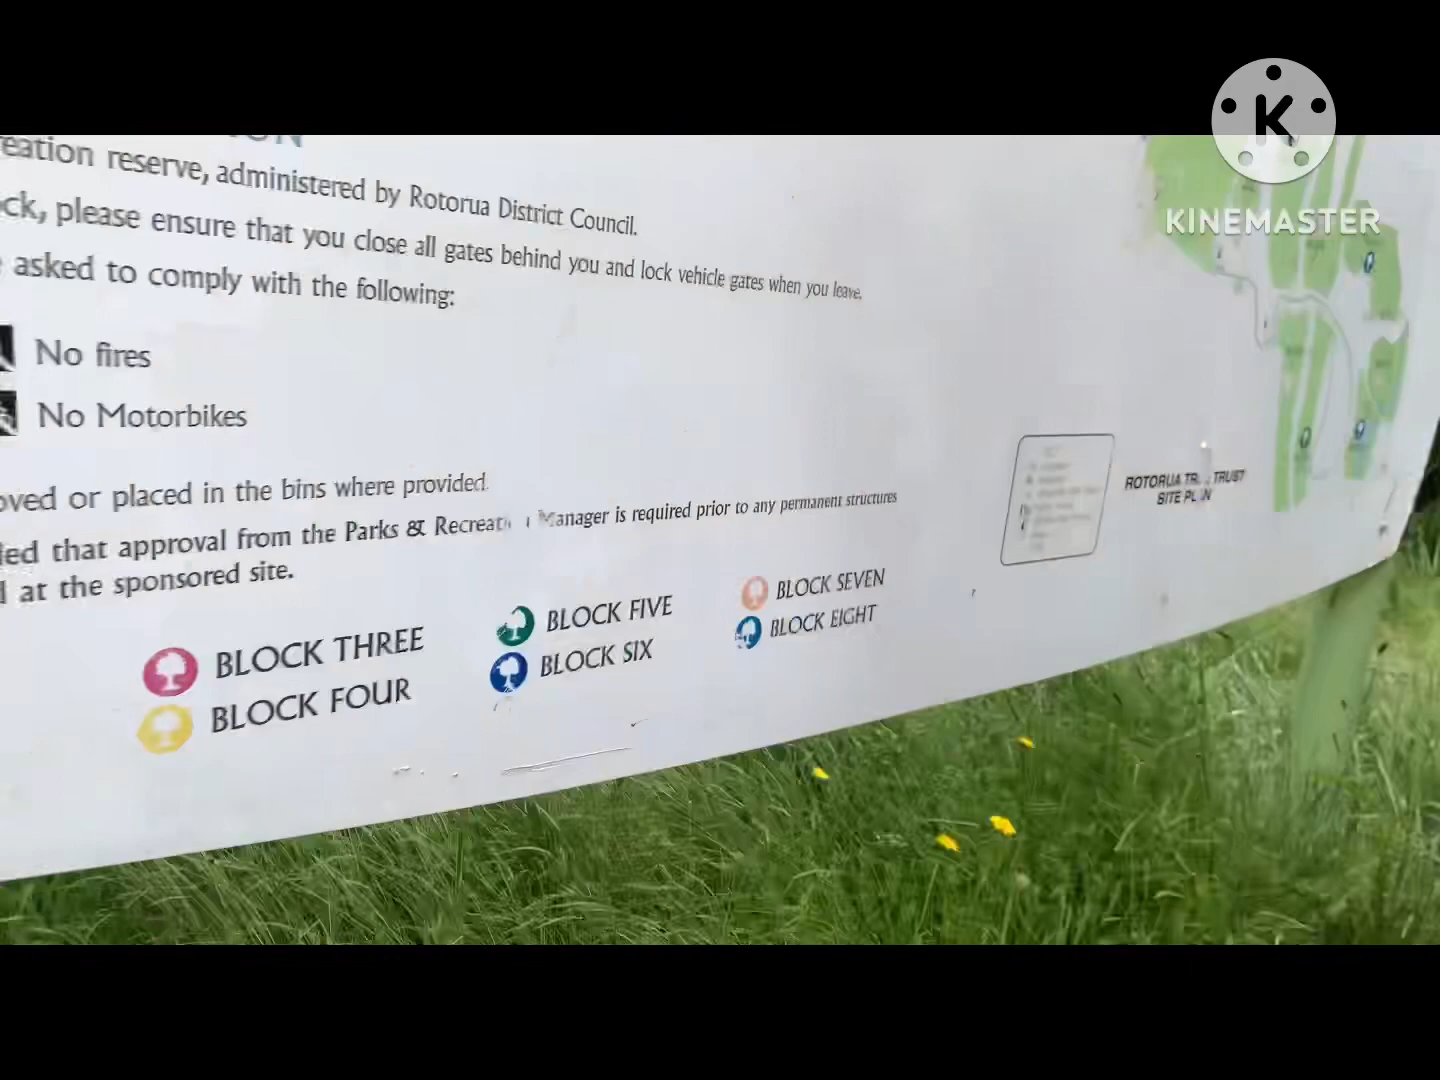 KINEMASTER
reation reserve, administered by Rotorua District Council.
ck, please ensure that you close all gates behind you and lock vehicle gates when you leave.
asked to comply with the following:
No fires
No Motorbikes
oved or placed in the bins where provided.
ed that approval from the Parks & Recreat Manager is required prior to any permanent structures
at the sponsored site.
BLOCK THREE
BLOCK FOUR
BLOCK FIVE
BLOCK SIX
BLOCK SEVEN
BLOCK EIGHT
ROTORUA TR TRUST
SITE PL N